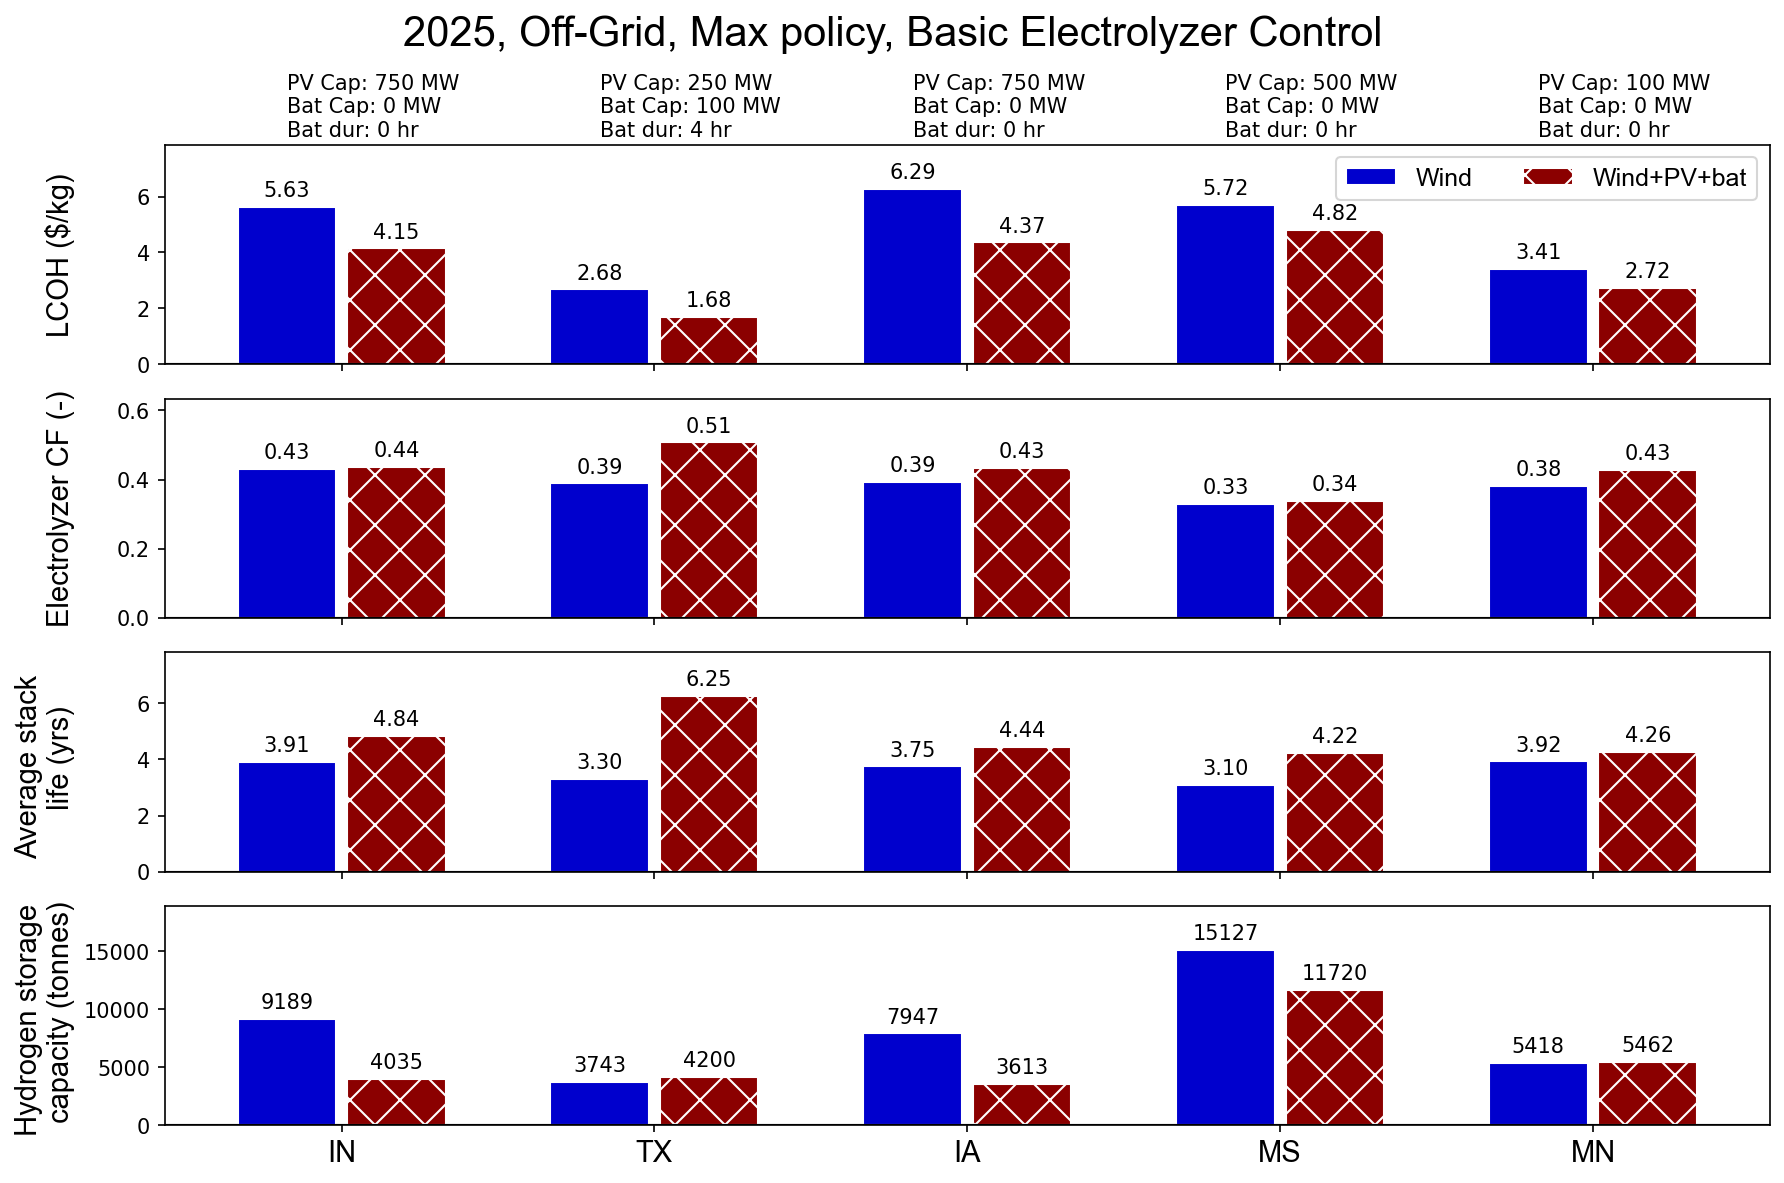 2025, Off-Grid, Max policy, Basic Electrolyzer Control
PV Cap: 750 MW
Bat Cap: 0 MW
Bat dur: 0 hr
PV Cap: 250 MW
Bat Cap: 100 MW
Bat dur: 4 hr
PV Cap: 750 MW
Bat Cap: 0 MW
Bat dur: 0 hr
PV Cap: 500 MW
Bat Cap: 0 MW
Bat dur: 0 hr
PV Cap: 100 MW
Bat Cap: 0 MW
Bat dur: 0 hr
LCOH ($/kg)
6
4
2
0
5.63
4.15
2.68
1.68
6.29
4.37
5.72
4.82
3.41
2.72
Wind
Wind+PV+bat
Electrolyzer CF (-)
0.6
0.4
0.2
0.0
0.43
0.44
0.39
0.51
0.39
0.43
0.33
0.34
0.38
0.43
Average stack
life (yrs)
6
4
2
0
3.91
4.84
3.30
6.25
3.75
4.44
3.10
4.22
3.92
4.26
Hydrogen storage
capacity (tonnes)
15000
10000
5000
0
9189
4035
3743
4200
7947
3613
15127
11720
5418
5462
IN
TX
IA
MS
MN